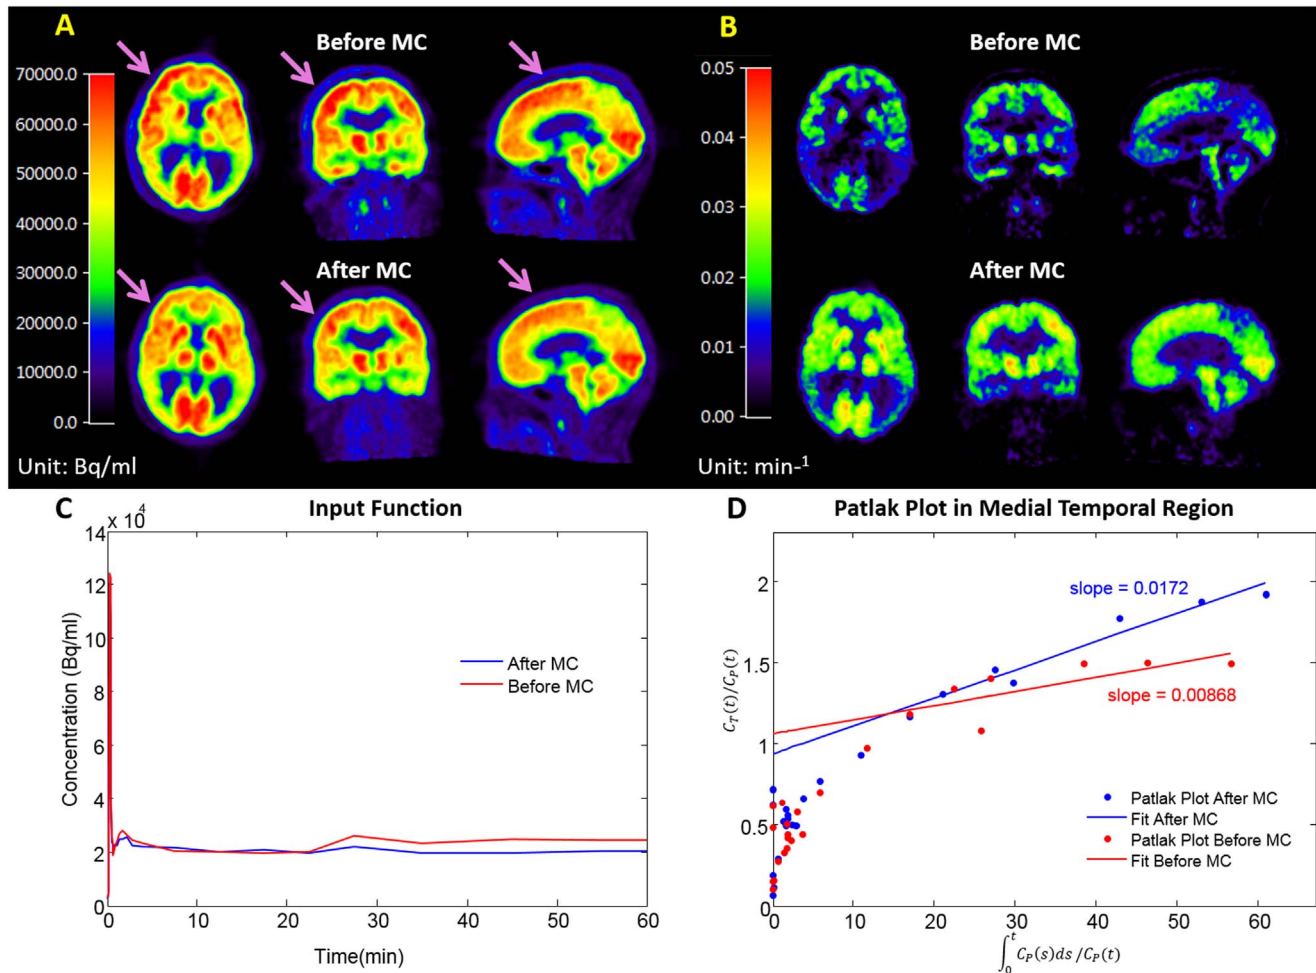 A
Before MC
70000.0
60000.0
50000.0
40000.0
30000.0
20000.0
10000.0
0.0
After MC
Unit: Bq/ml
B
Before MC
0.05
0.04
0.03
0.02
0.01
0.00
After MC
Unit: min-1
C
Input Function
x 10⁴
14
12
10
8
6
4
2
0
Concentration (Bq/ml)
After MC
Before MC
0 10 20 30 40 50 60
Time(min)
D
Patlak Plot in Medial Temporal Region
2
1.5
1
0.5
0
C_T(t)/C_P(t)
slope = 0.0172
slope = 0.00868
Patlak Plot After MC
Fit After MC
Patlak Plot Before MC
Fit Before MC
0 10 20 30 40 50 60
∫₀ᵗ C_P(s)ds/C_P(t)